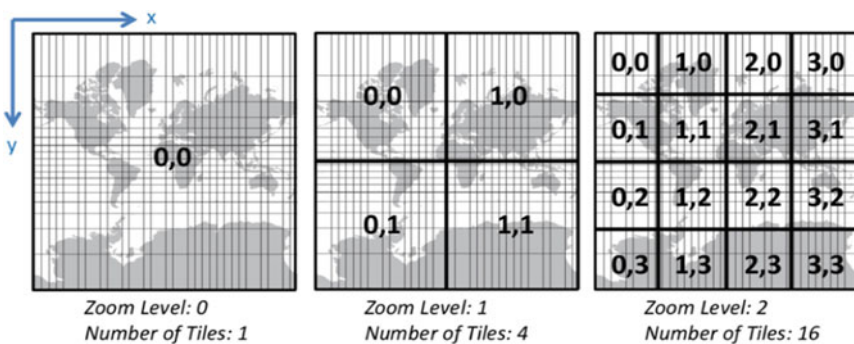 x
y
0,0
Zoom Level: 0
Number of Tiles: 1
0,0 1,0
0,1 1,1
Zoom Level: 1
Number of Tiles: 4
0,0 1,0 2,0 3,0
0,1 1,1 2,1 3,1
0,2 1,2 2,2 3,2
0,3 1,3 2,3 3,3
Zoom Level: 2
Number of Tiles: 16